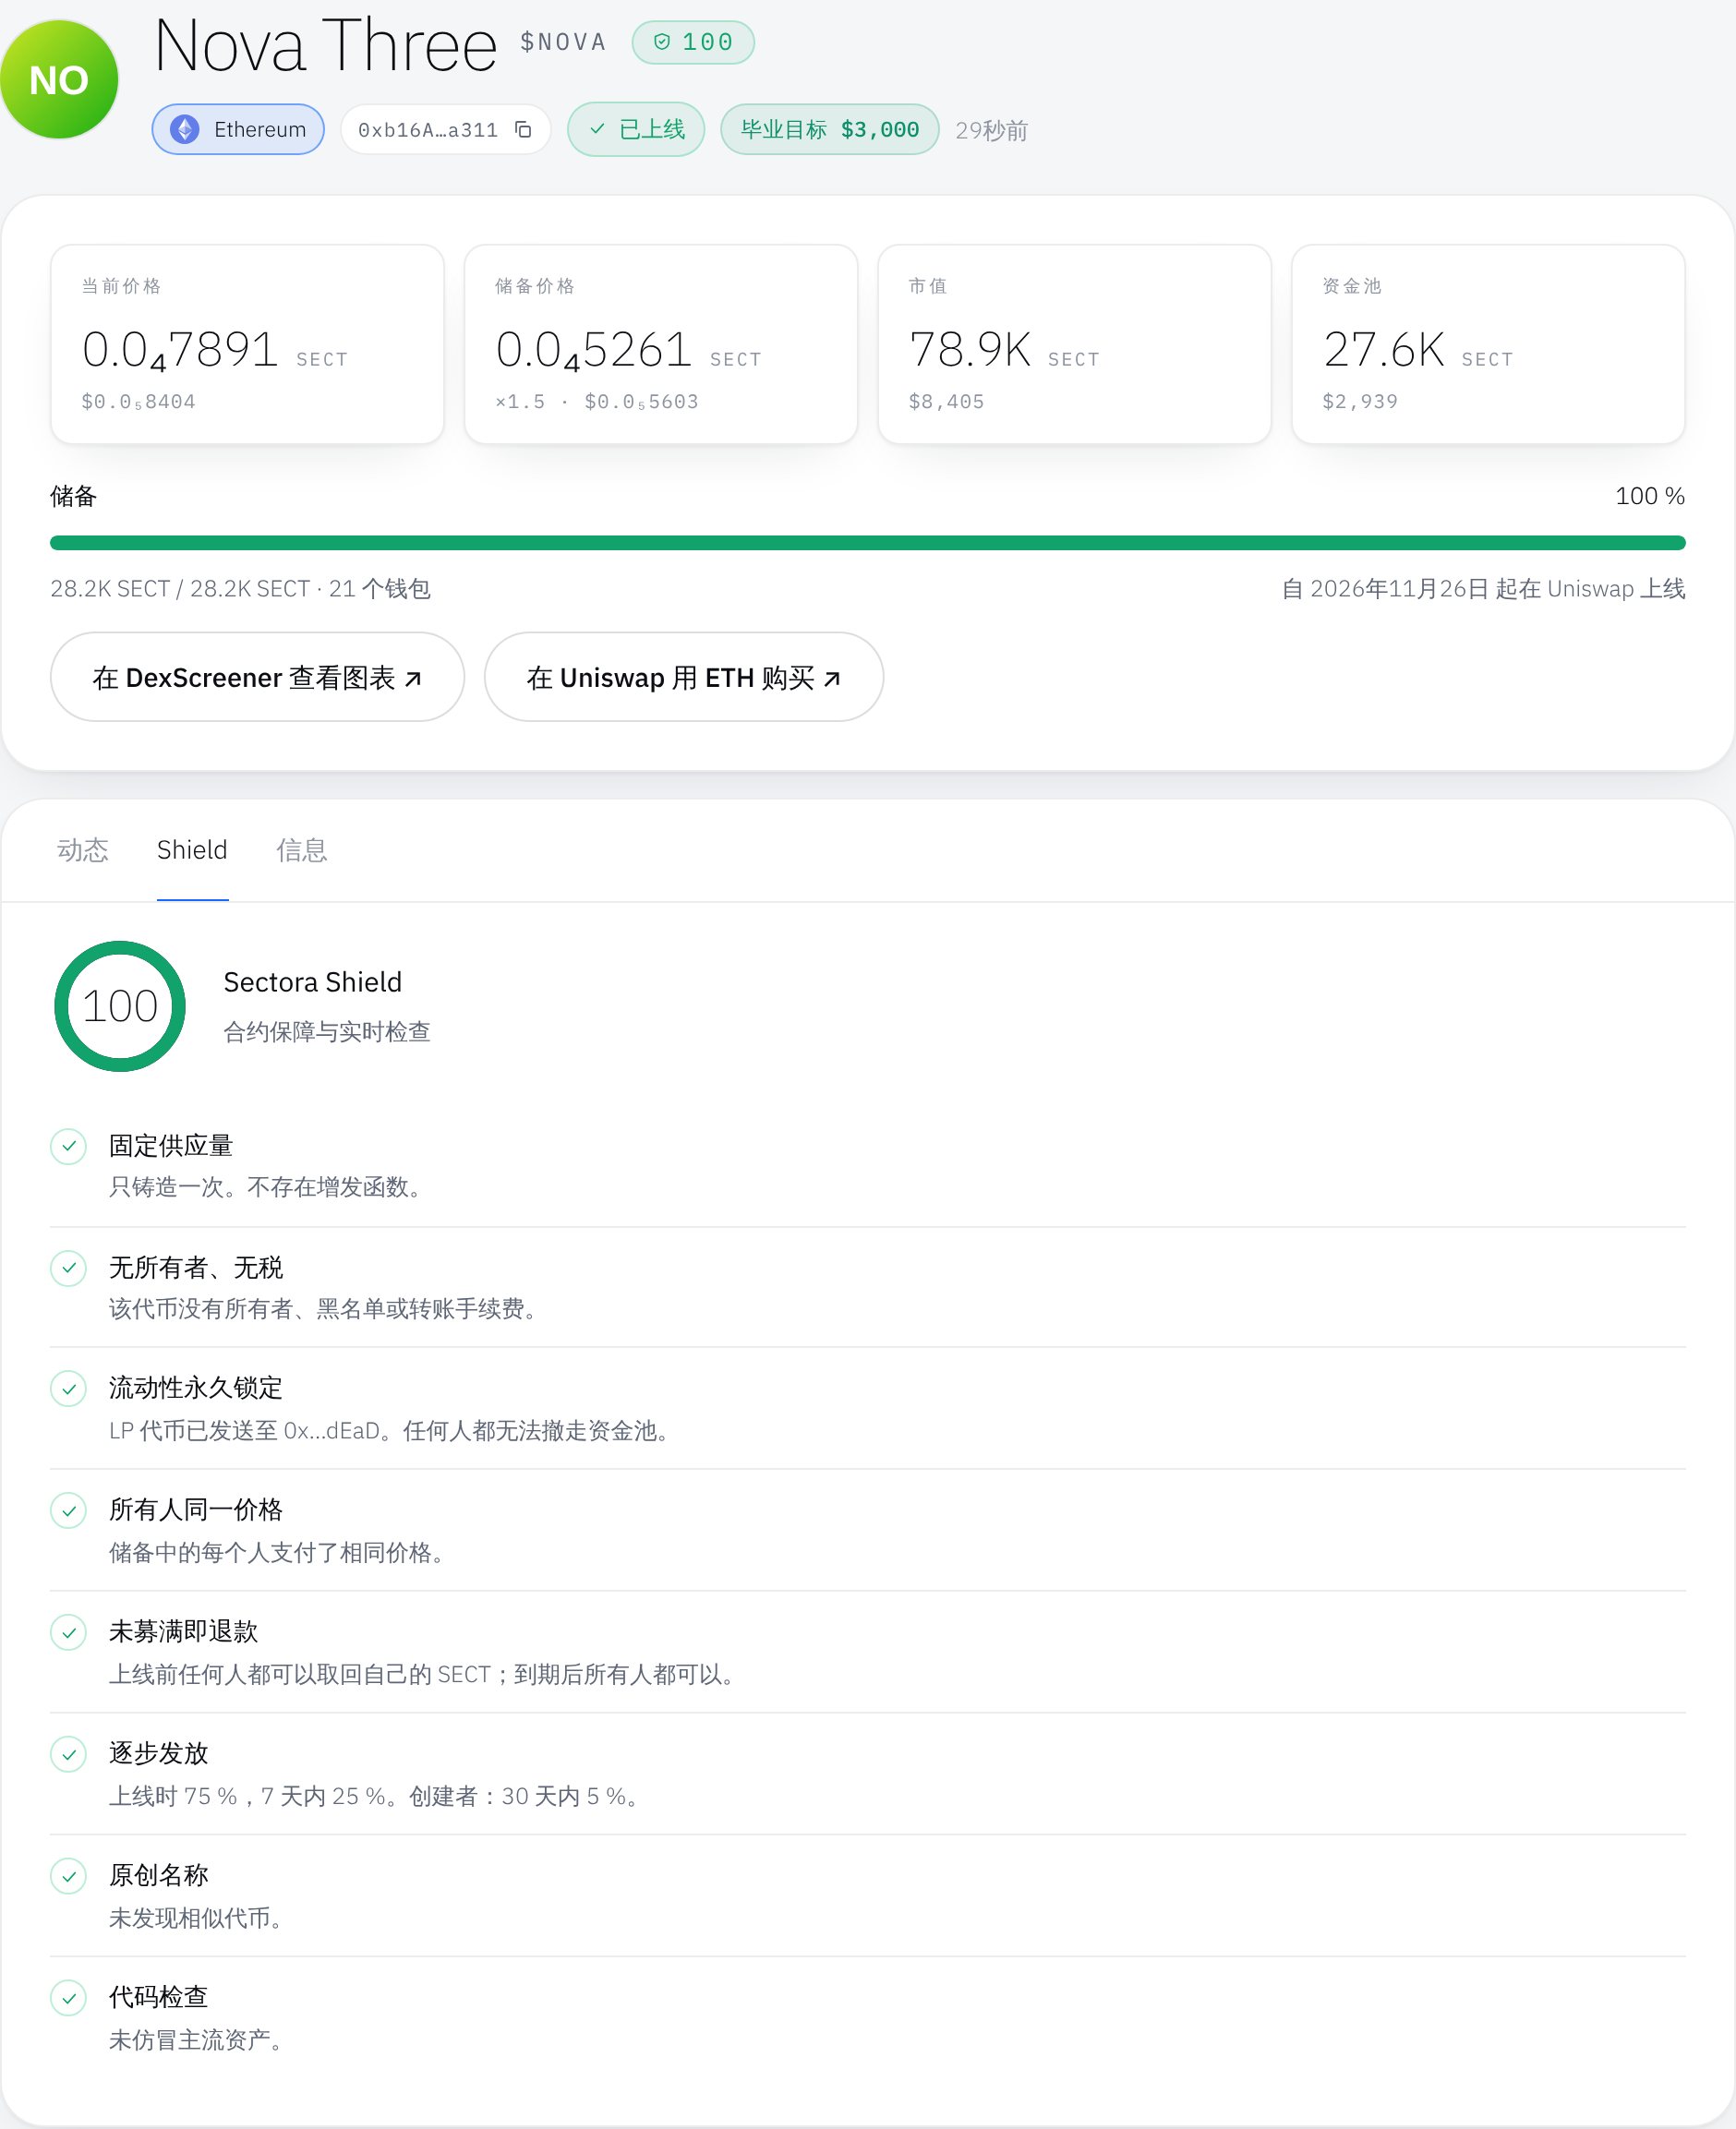 NO
Nova Three $NOVA 100
Ethereum 0xb16A…a311 已上线 毕业目标 $3,000 29秒前
当前价格
0.0₄7891 SECT
$0.0₅8404
储备价格
0.0₄5261 SECT
×1.5 · $0.0₅5603
市值
78.9K SECT
$8,405
资金池
27.6K SECT
$2,939
储备 100 %
28.2K SECT / 28.2K SECT · 21 个钱包 自 2026年11月26日 起在 Uniswap 上线
在 DexScreener 查看图表 ↗ 在 Uniswap 用 ETH 购买 ↗
动态 Shield 信息
100
Sectora Shield
合约保障与实时检查
固定供应量
只铸造一次。不存在增发函数。
无所有者、无税
该代币没有所有者、黑名单或转账手续费。
流动性永久锁定
LP 代币已发送至 0x…dEaD。任何人都无法撤走资金池。
所有人同一价格
储备中的每个人支付了相同价格。
未募满即退款
上线前任何人都可以取回自己的 SECT；到期后所有人都可以。
逐步发放
上线时 75 %，7 天内 25 %。创建者：30 天内 5 %。
原创名称
未发现相似代币。
代码检查
未仿冒主流资产。